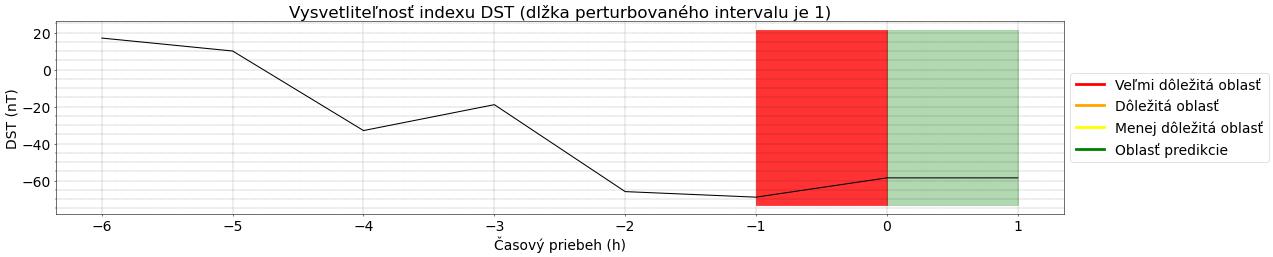 Vysvetliteľnosť indexu DST (dĺžka perturbovaného intervalu je 1)
DST (nT)
20
0
−20
−40
−60
−6 −5 −4 −3 −2 −1 0 1
Časový priebeh (h)
Veľmi dôležitá oblasť
Dôležitá oblasť
Menej dôležitá oblasť
Oblasť predikcie